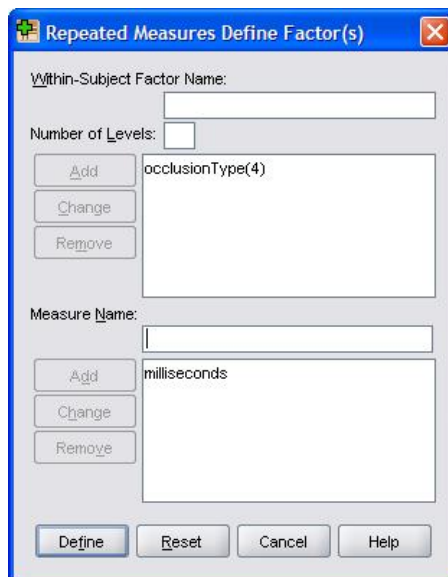 Repeated Measures Define Factor(s)
Within-Subject Factor Name:
Number of Levels:
Add
occlusionType(4)
Change
Remove
Measure Name:
Add
milliseconds
Change
Remove
Define Reset Cancel Help